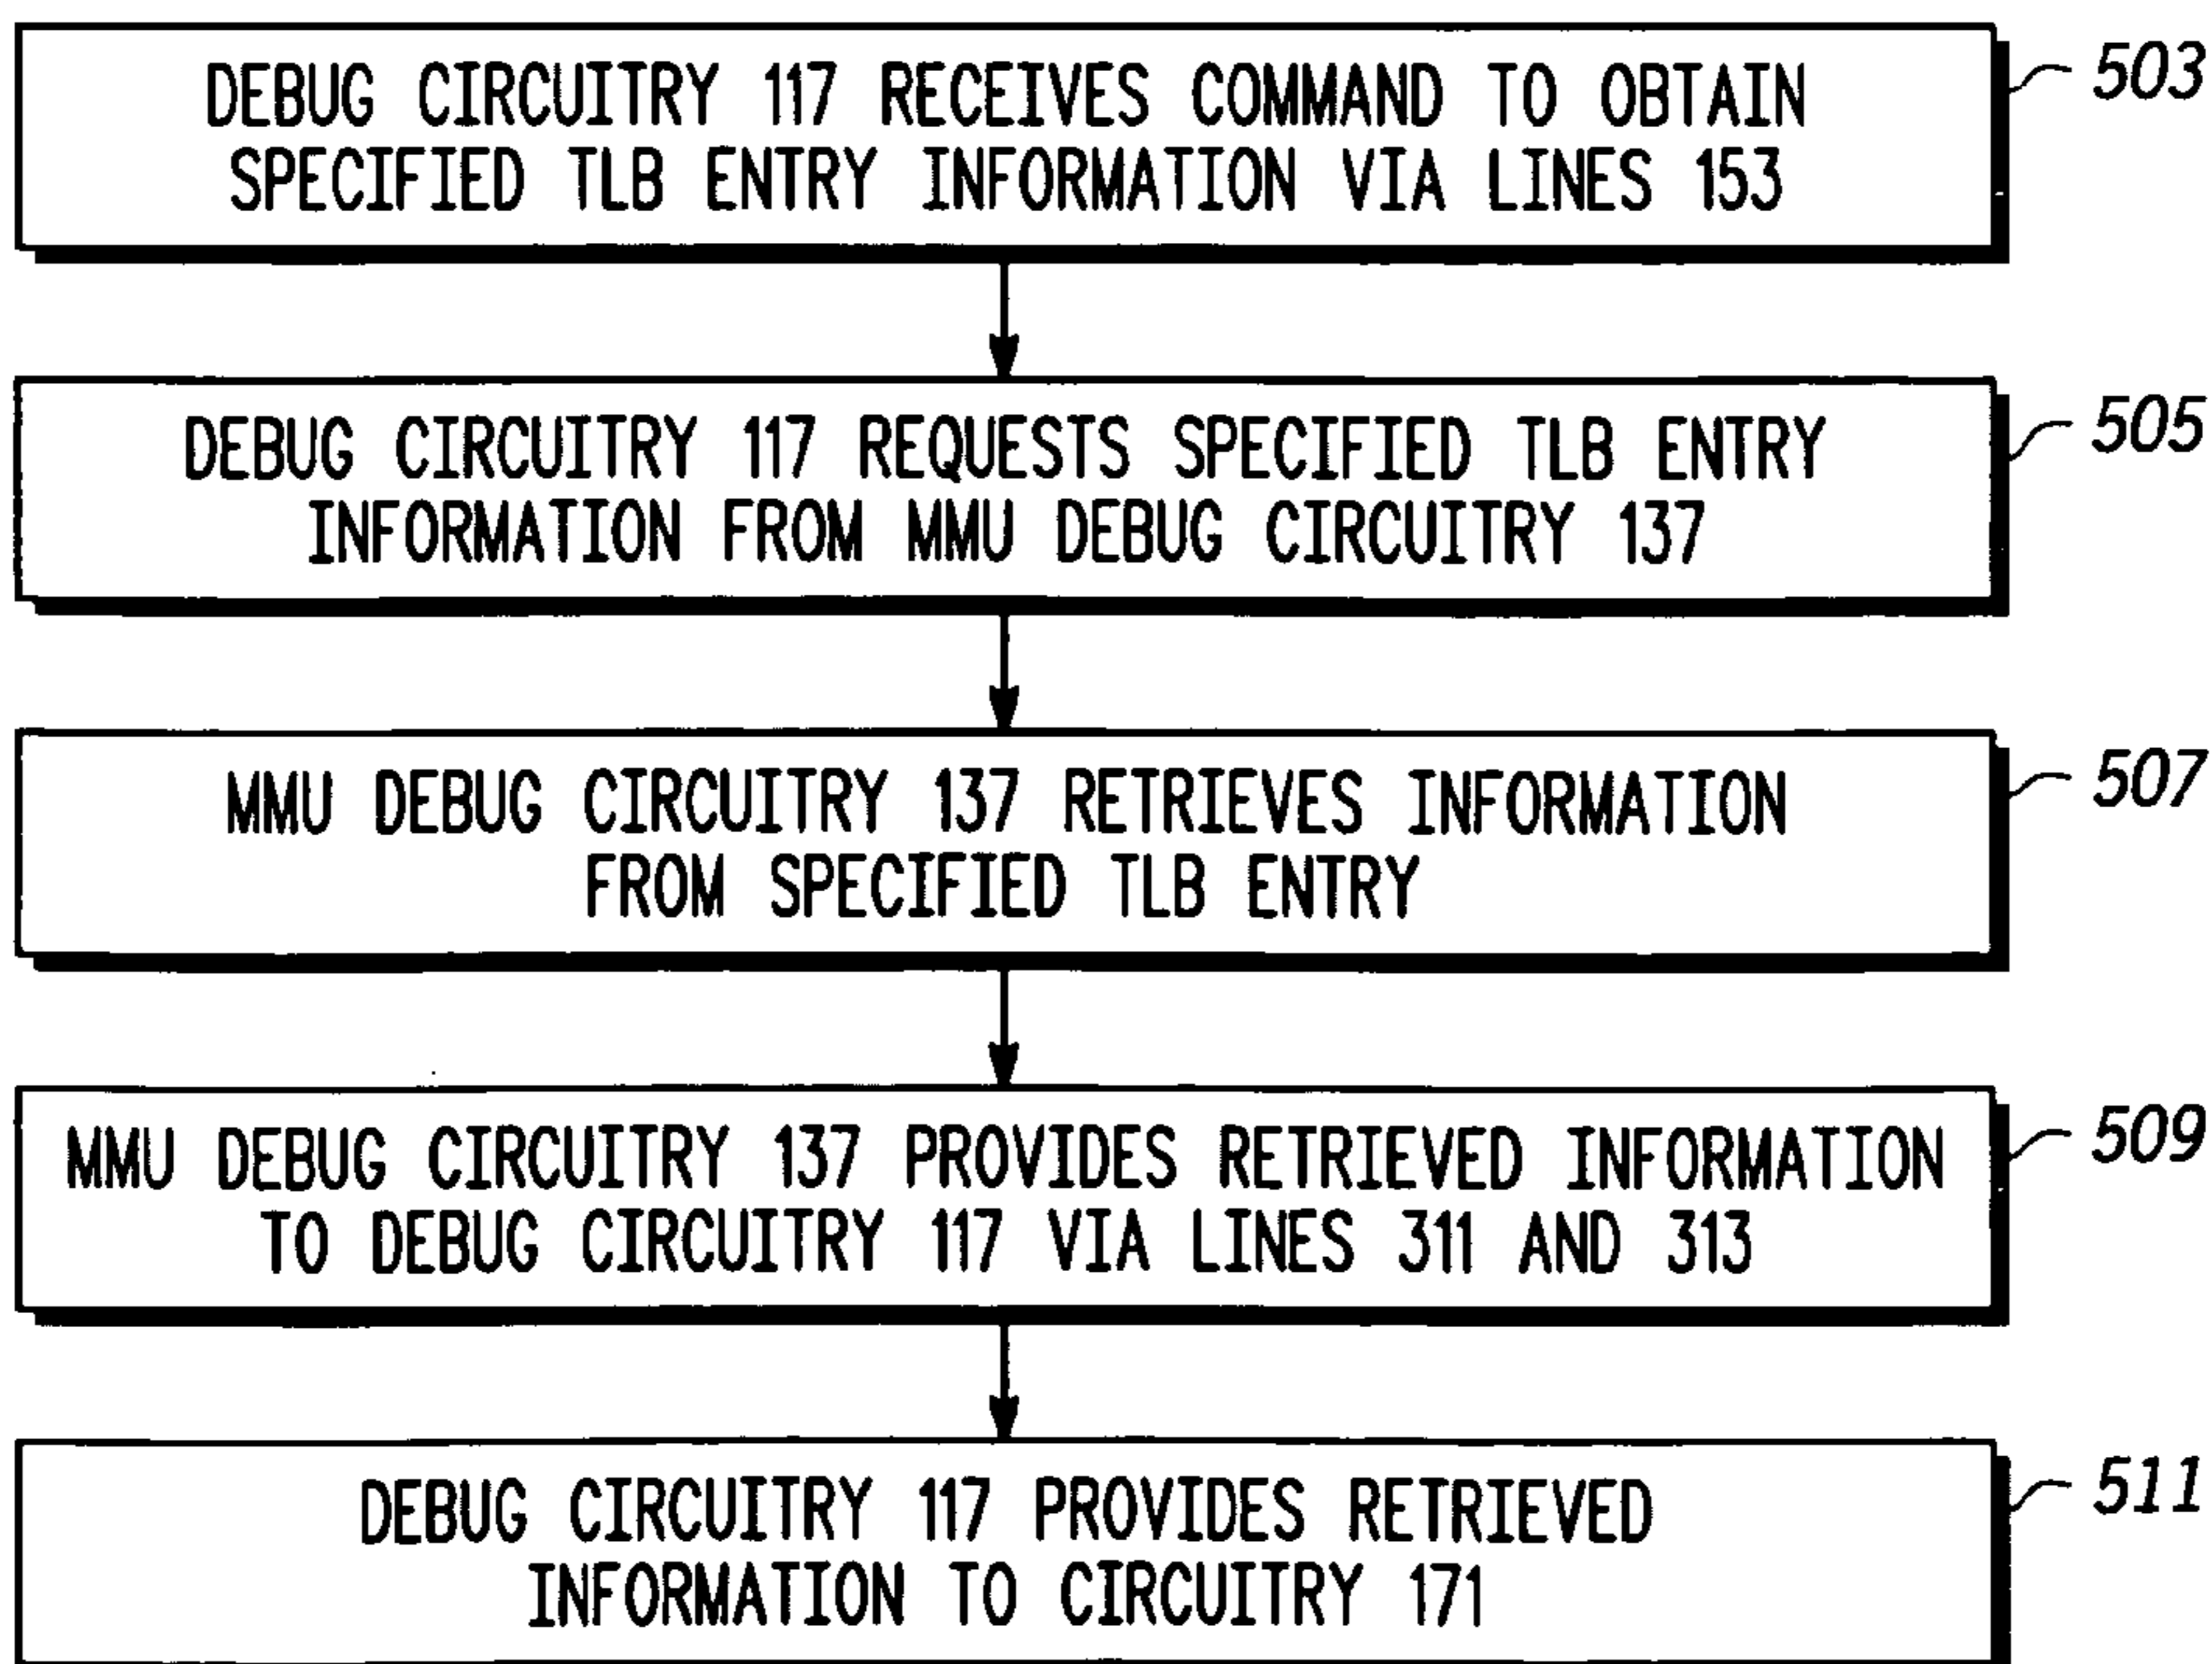 DEBUG CIRCUITRY 117 RECEIVES COMMAND TO OBTAIN
SPECIFIED TLB ENTRY INFORMATION VIA LINES 153
503
DEBUG CIRCUITRY 117 REQUESTS SPECIFIED TLB ENTRY
INFORMATION FROM MMU DEBUG CIRCUITRY 137
505
MMU DEBUG CIRCUITRY 137 RETRIEVES INFORMATION
FROM SPECIFIED TLB ENTRY
507
MMU DEBUG CIRCUITRY 137 PROVIDES RETRIEVED INFORMATION
TO DEBUG CIRCUITRY 117 VIA LINES 311 AND 313
509
DEBUG CIRCUITRY 117 PROVIDES RETRIEVED
INFORMATION TO CIRCUITRY 171
511